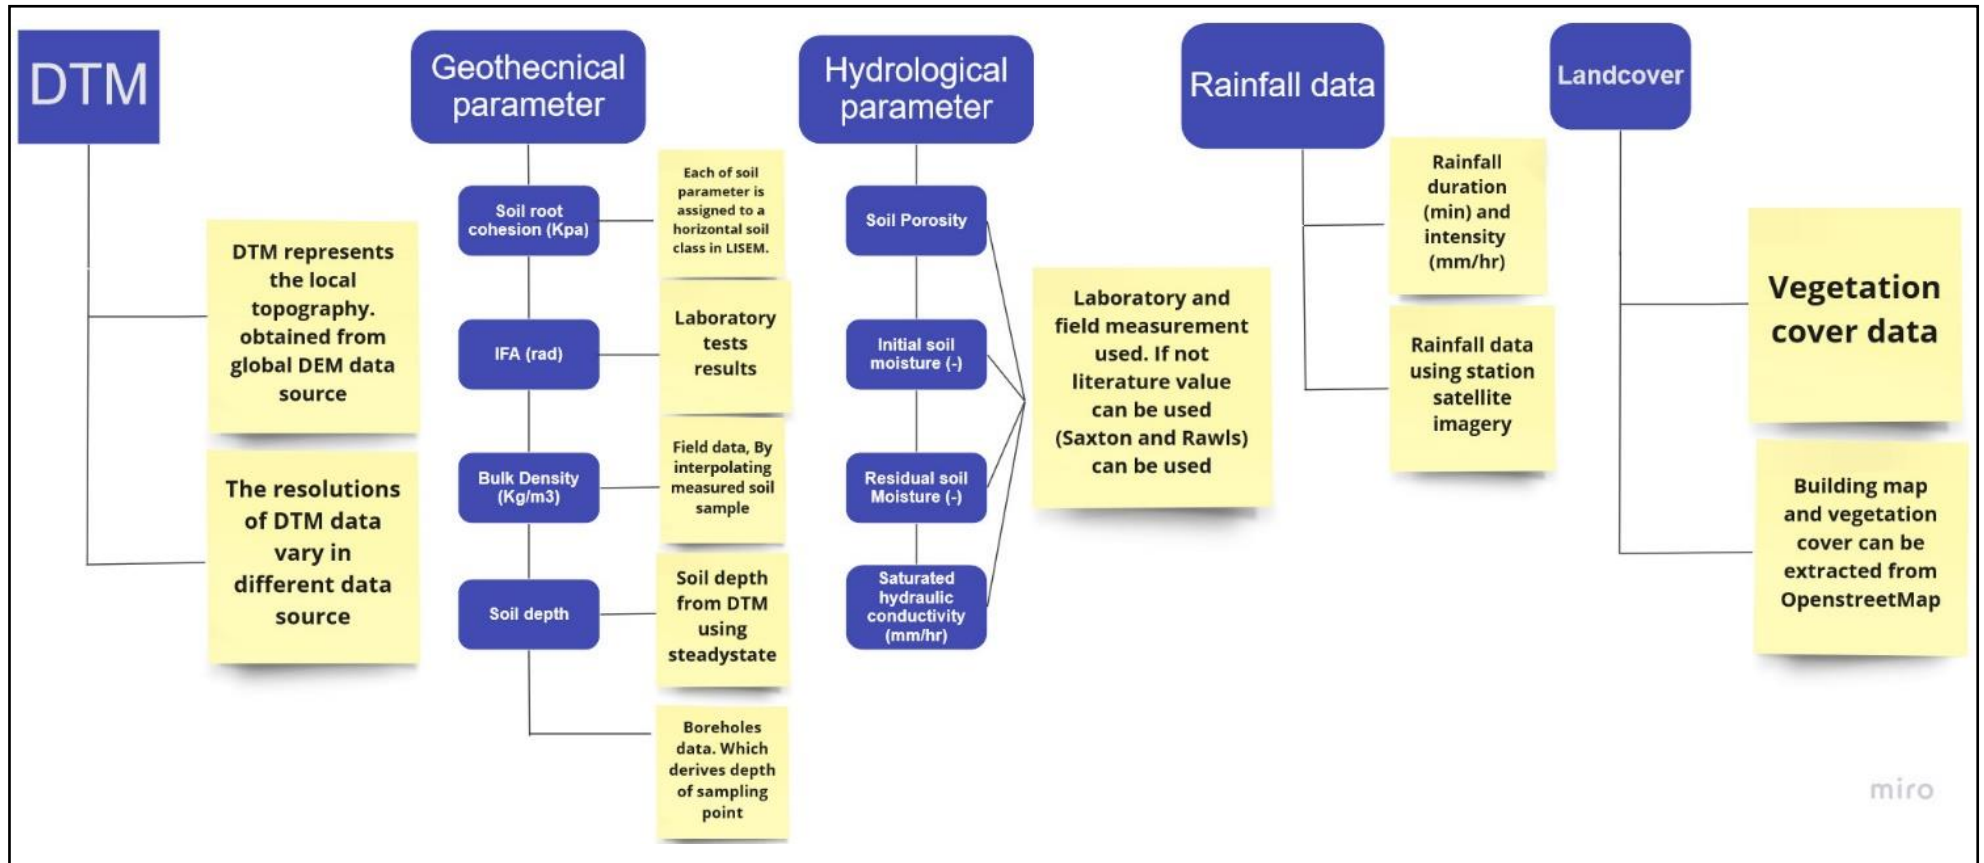 DTM
DTM represents
the local
topography.
obtained from
global DEM data
source
The resolutions
of DTM data
vary in
different data
source
Geothecnical
parameter
Soil root
cohesion (Kpa)
Each of soil
parameter is
assigned to a
horizontal soil
class in LISEM.
IFA (rad)
Laboratory
tests
results
Bulk Density
(Kg/m3)
Field data, By
interpolating
measured soil
sample
Soil depth
Soil depth
from DTM
using
steadystate
Boreholes
data. Which
derives depth
of sampling
point
Hydrological
parameter
Soil Porosity
Initial soil
moisture (-)
Residual soil
Moisture (-)
Saturated
hydraulic
conductivity
(mm/hr)
Laboratory and
field measurement
used. If not
literature value
can be used
(Saxton and Rawls)
can be used
Rainfall data
Rainfall
duration
(min) and
intensity
(mm/hr)
Rainfall data
using station
satellite
imagery
Landcover
Vegetation
cover data
Building map
and vegetation
cover can be
extracted from
OpenstreetMap
miro